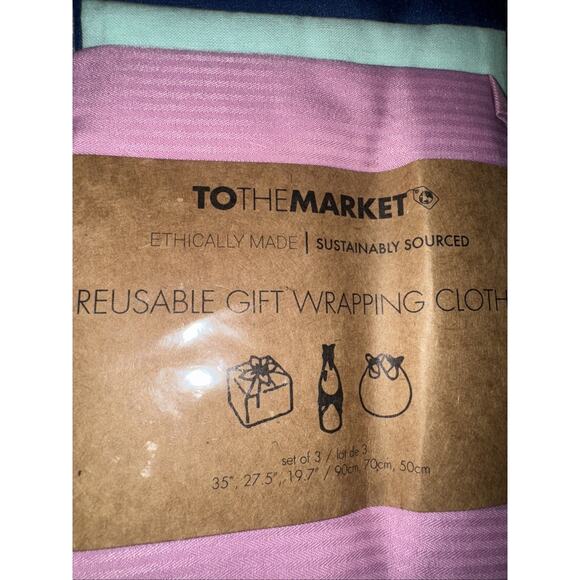 TOTHEMARKET
ETHICALLY MADE | SUSTAINABLY SOURCED
REUSABLE GIFT WRAPPING CLOTH
set of 3 / lot de 3
35", 27.5", 19.7" / 90cm, 70cm, 50cm